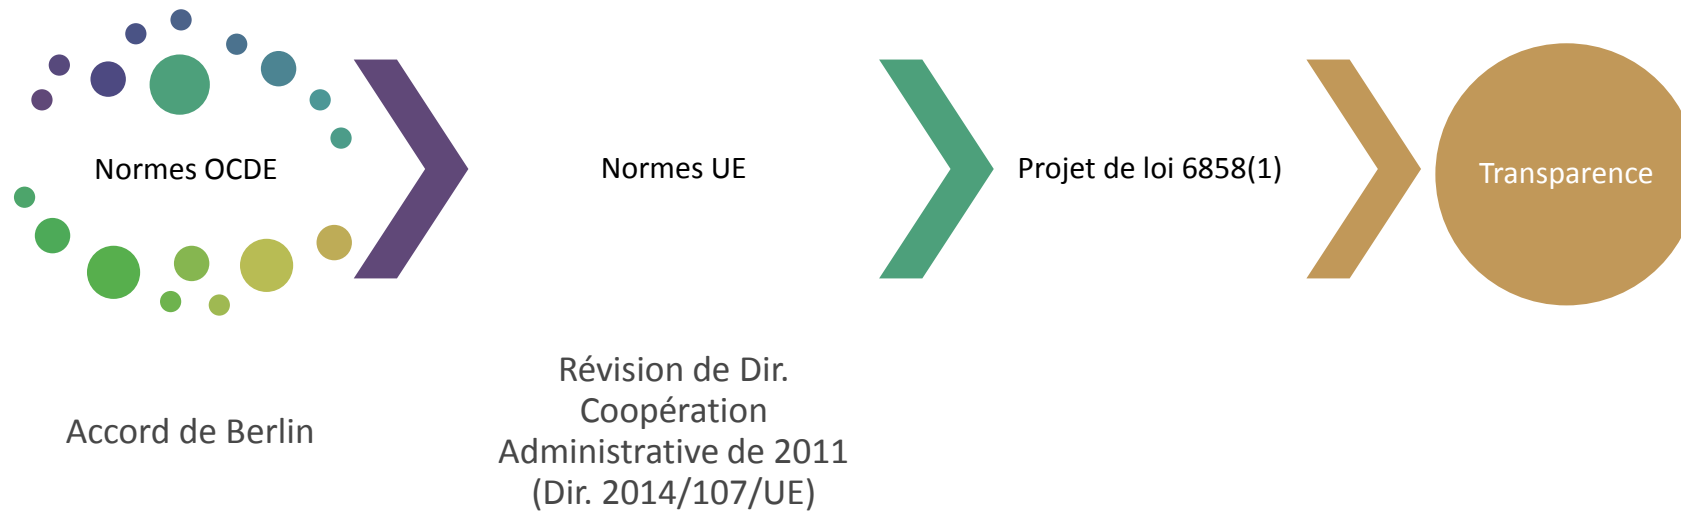 Normes OCDE
Normes UE
Projet de loi 6858(1)
Transparence
Accord de Berlin
Révision de Dir.
Coopération
Administrative de 2011
(Dir. 2014/107/UE)